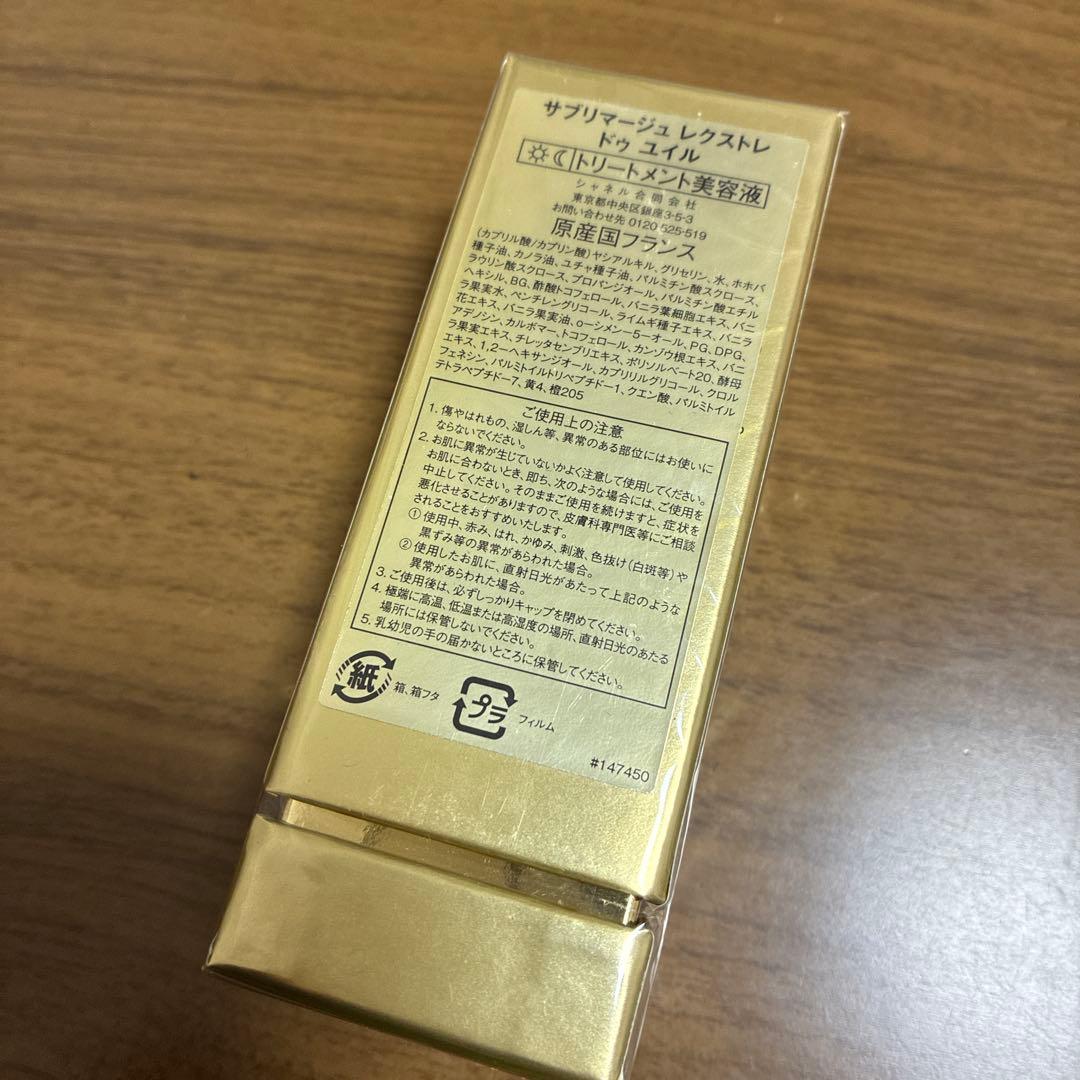 サブリマージュ レクストレ
ドゥ ユイル
トリートメント美容液
シャネル合同会社
東京都中央区銀座3-5-3
お問い合わせ先 0120-525-519
原産国フランス
(カプリル酸/カプリン酸)ヤシアルキル、グリセリン、水、ホホバ
種子油、カノラ油、ユチャ種子油、パルミチン酸スクロース、
ラウリン酸スクロース、プロパンジオール、パルミチン酸エチル
ヘキシル、BG、酢酸トコフェロール、バニラ葉細胞エキス、バニ
ラ果実水、ペンチレングリコール、ライムギ種子エキス、バニラ
花エキス、バニラ果実油、o-シメン-5-オール、PG、DPG、
アデノシン、カルボマー、トコフェロール、カンゾウ根エキス、バニ
ラ果実エキス、チレッタセンブリエキス、ポリソルベート20、酵母
エキス、1,2-ヘキサンジオール、カプリリルグリコール、クロル
フェネシン、パルミトイルトリペプチド-1、クエン酸、パルミトイル
テトラペプチド-7、黄4、橙205
ご使用上の注意
1. 傷やはれもの、湿しん等、異常のある部位にはお使いに
ならないでください。
2. お肌に異常が生じていないかよく注意して使用してください。
お肌に合わないとき、即ち、次のような場合には、ご使用を
中止してください。そのままご使用を続けますと、症状を
悪化させることがありますので、皮膚科専門医等にご相談
されることをおすすめいたします。
① 使用中、赤み、はれ、かゆみ、刺激、色抜け(白斑等)や
黒ずみ等の異常があらわれた場合。
② 使用したお肌に、直射日光があたって上記のような
異常があらわれた場合。
3. ご使用後は、必ずしっかりキャップを閉めてください。
4. 極端に高温、低温または高湿度の場所、直射日光のあたる
場所には保管しないでください。
5. 乳幼児の手の届かないところに保管してください。
紙 箱、箱フタ
プラ フィルム
#147450